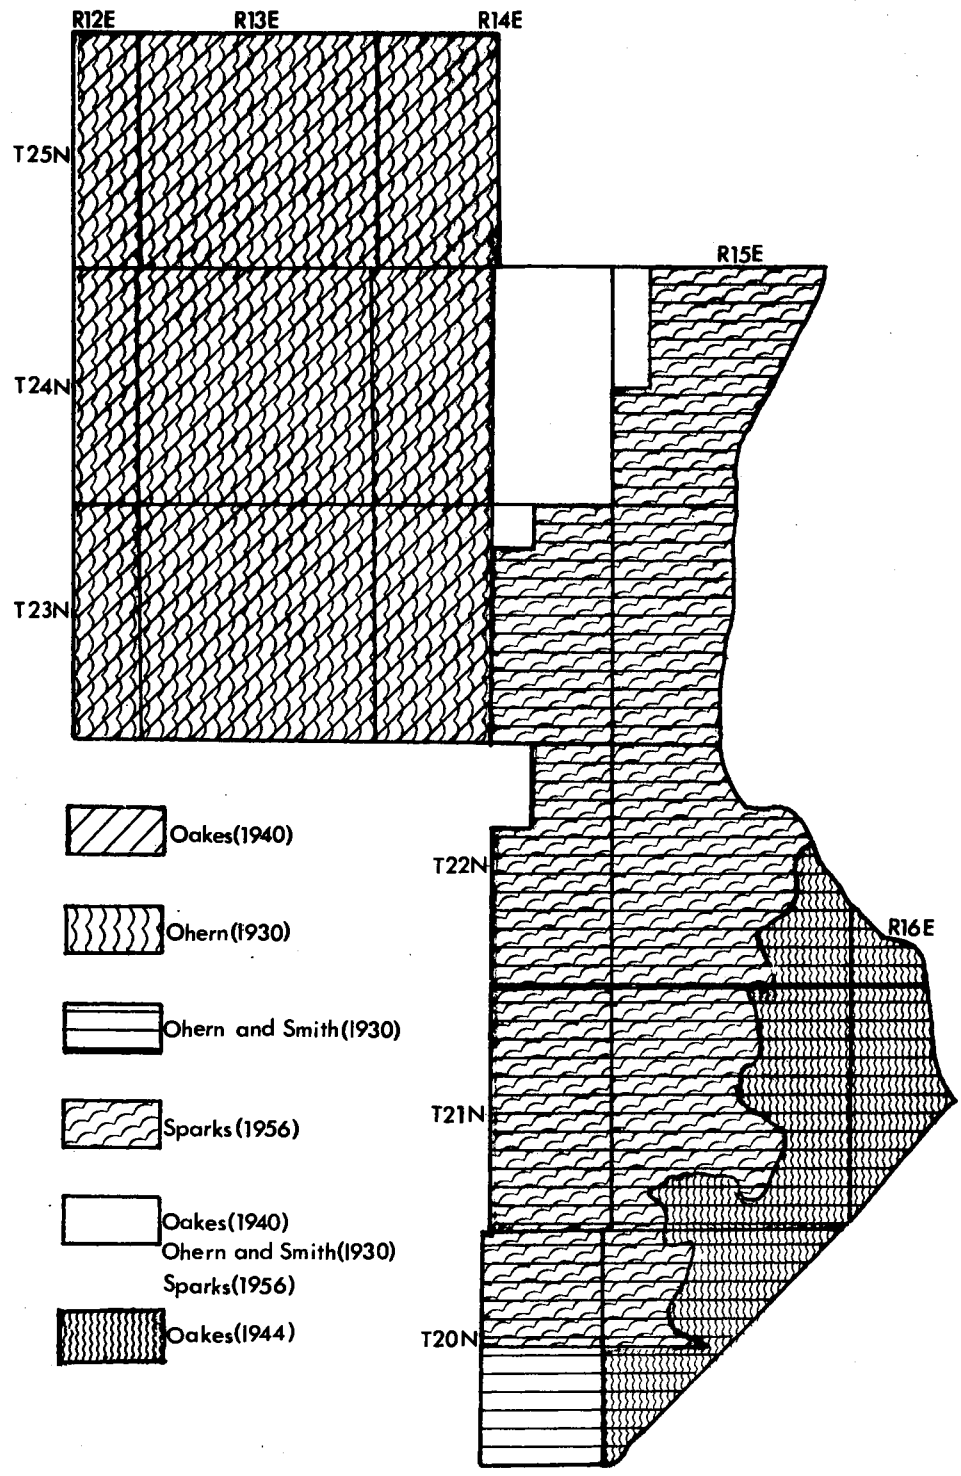 R12E R13E R14E
T25N
R15E
T24N
T23N
Oakes(1940)
T22N
Ohern(1930)
R16E
Ohern and Smith(1930)
Sparks(1956)
T21N
Oakes(1940)
Ohern and Smith(1930)
Sparks(1956)
Oakes(1944)
T20N